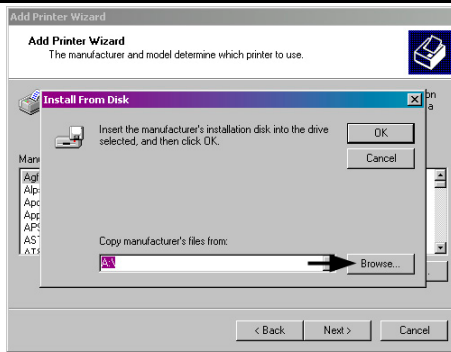 Add Printer Wizard
Add Printer Wizard
The manufacturer and model determine which printer to use.
Install From Disk
Insert the manufacturer's installation disk into the drive
selected, and then click OK.
OK
Cancel
Copy manufacturer's files from:
A:\
Browse...
< Back
Next >
Cancel